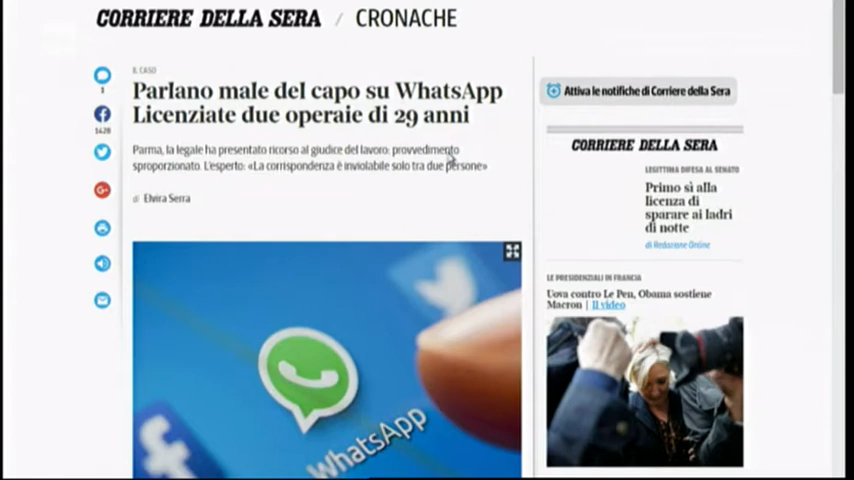 CORRIERE DELLA SERA / CRONACHE
IL CASO
Parlano male del capo su WhatsApp
Licenziate due operaie di 29 anni
Parma, la legale ha presentato ricorso al giudice del lavoro: provvedimento
sproporzionato. L'esperto: «La corrispondenza è inviolabile solo tra due persone»
di Elvira Serra
1
1428
WhatsApp
Attiva le notifiche di Corriere della Sera
CORRIERE DELLA SERA
LEGITTIMA DIFESA AL SENATO
Primo sì alla
licenza di
sparare ai ladri
di notte
di Redazione Online
LE PRESIDENZIALI IN FRANCIA
Uova contro Le Pen, Obama sostiene
Macron | Il video